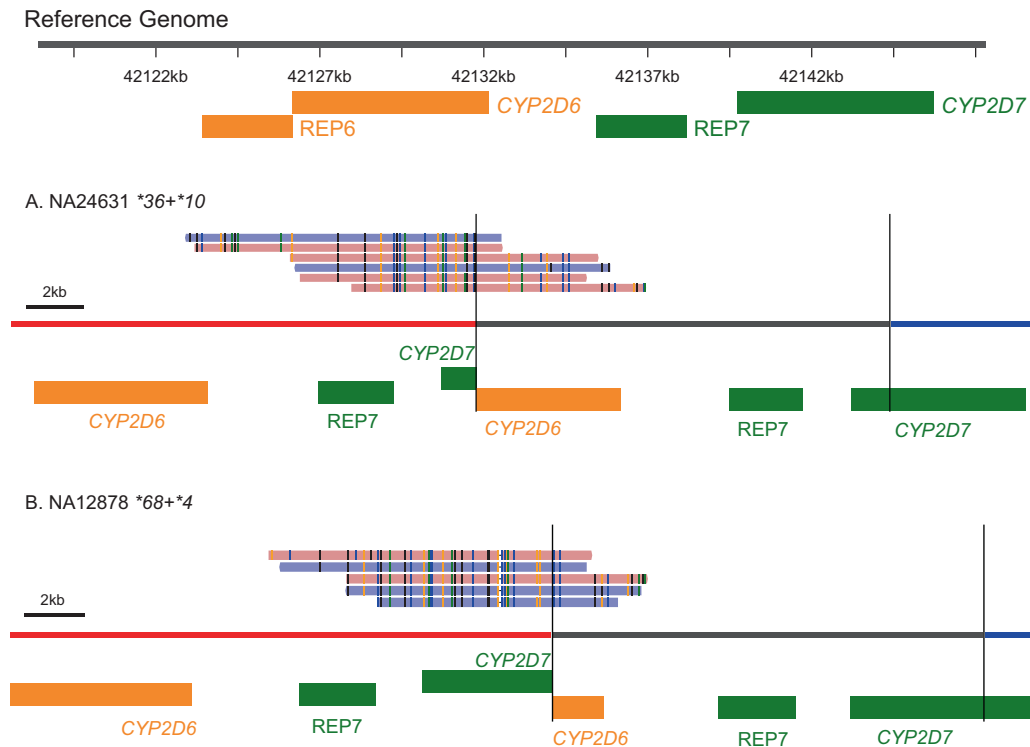 Reference Genome
42122kb 42127kb 42132kb 42137kb 42142kb
CYP2D6 CYP2D7
REP6 REP7
A. NA24631 *36+*10
2kb
CYP2D7
CYP2D6 REP7 CYP2D6 REP7 CYP2D7
B. NA12878 *68+*4
2kb
CYP2D7
CYP2D6 REP7 CYP2D6 REP7 CYP2D7